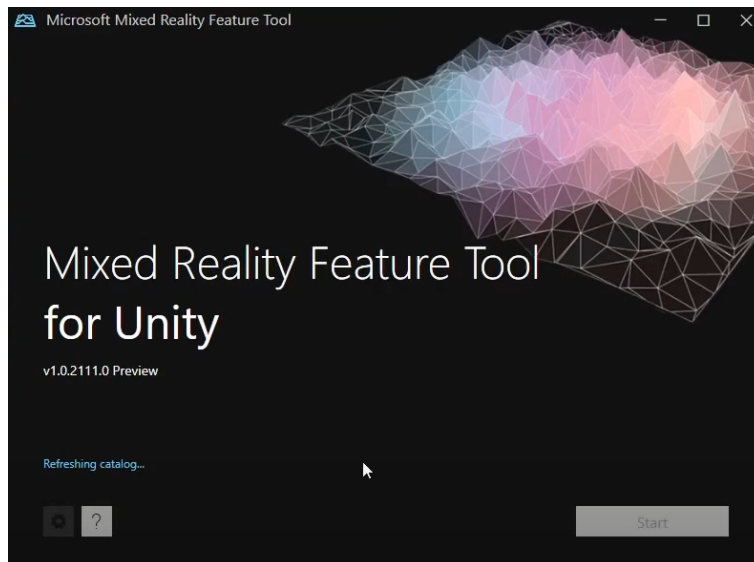 Microsoft Mixed Reality Feature Tool
Mixed Reality Feature Tool
for Unity
v1.0.2111.0 Preview
Refreshing catalog...
?
Start